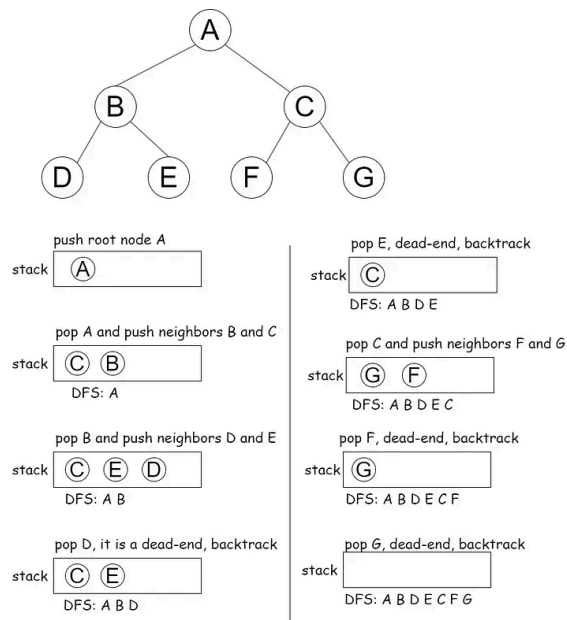 A
B C
D E F G
push root node A
stack A
pop A and push neighbors B and C
stack C B
DFS: A
pop B and push neighbors D and E
stack C E D
DFS: A B
pop D, it is a dead-end, backtrack
stack C E
DFS: A B D
pop E, dead-end, backtrack
stack C
DFS: A B D E
pop C and push neighbors F and G
stack G F
DFS: A B D E C
pop F, dead-end, backtrack
stack G
DFS: A B D E C F
pop G, dead-end, backtrack
stack
DFS: A B D E C F G